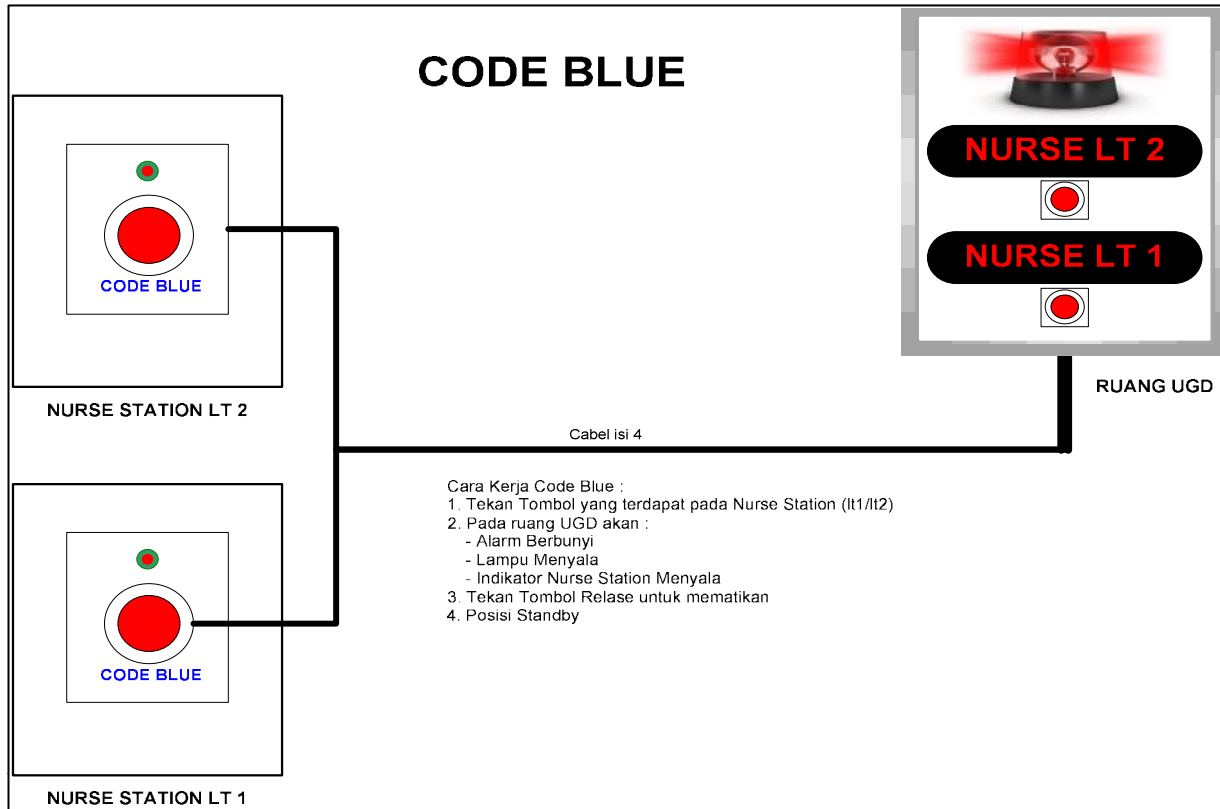 CODE BLUE
NURSE LT 2
NURSE LT 1
RUANG UGD
CODE BLUE
NURSE STATION LT 2
Cabel isi 4
Cara Kerja Code Blue :
1. Tekan Tombol yang terdapat pada Nurse Station (lt1/lt2)
2. Pada ruang UGD akan :
- Alarm Berbunyi
- Lampu Menyala
- Indikator Nurse Station Menyala
3. Tekan Tombol Relase untuk mematikan
4. Posisi Standby
CODE BLUE
NURSE STATION LT 1